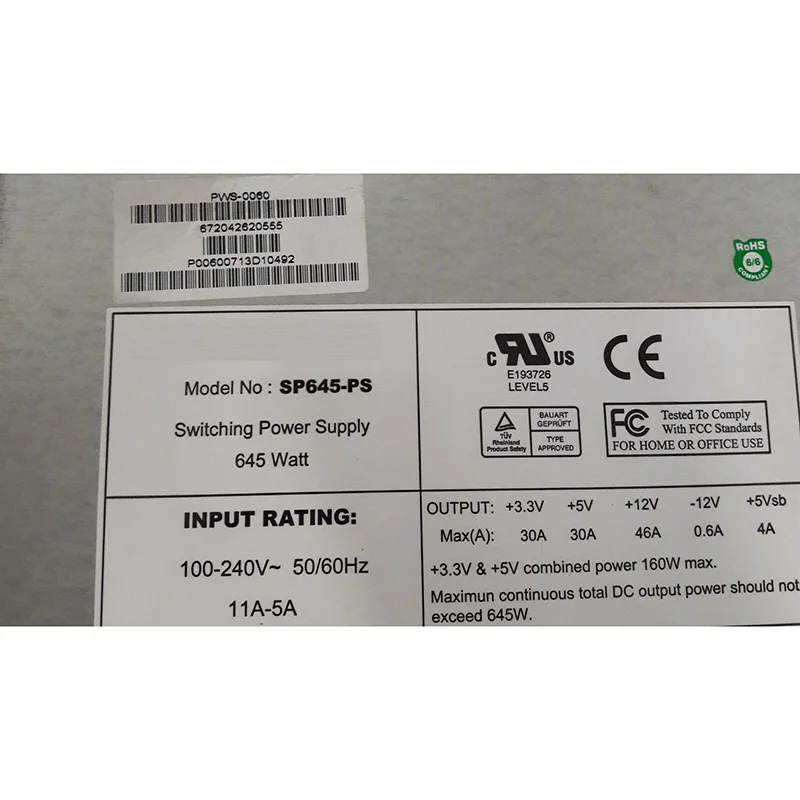 PWS-0060
672042620555
P00600713D10492
RoHS
6/6
COMPLIANT
Model No : SP645-PS
Switching Power Supply
645 Watt
c RU ® US
E193726
LEVEL5
CE
TÜV
Rheinland
Product Safety
BAUART
GEPRÜFT
TYPE
APPROVED
FC Tested To Comply
With FCC Standards
FOR HOME OR OFFICE USE
INPUT RATING:
100-240V~ 50/60Hz
11A-5A
OUTPUT: +3.3V +5V +12V -12V +5Vsb
Max(A): 30A 30A 46A 0.6A 4A
+3.3V & +5V combined power 160W max.
Maximun continuous total DC output power should not
exceed 645W.